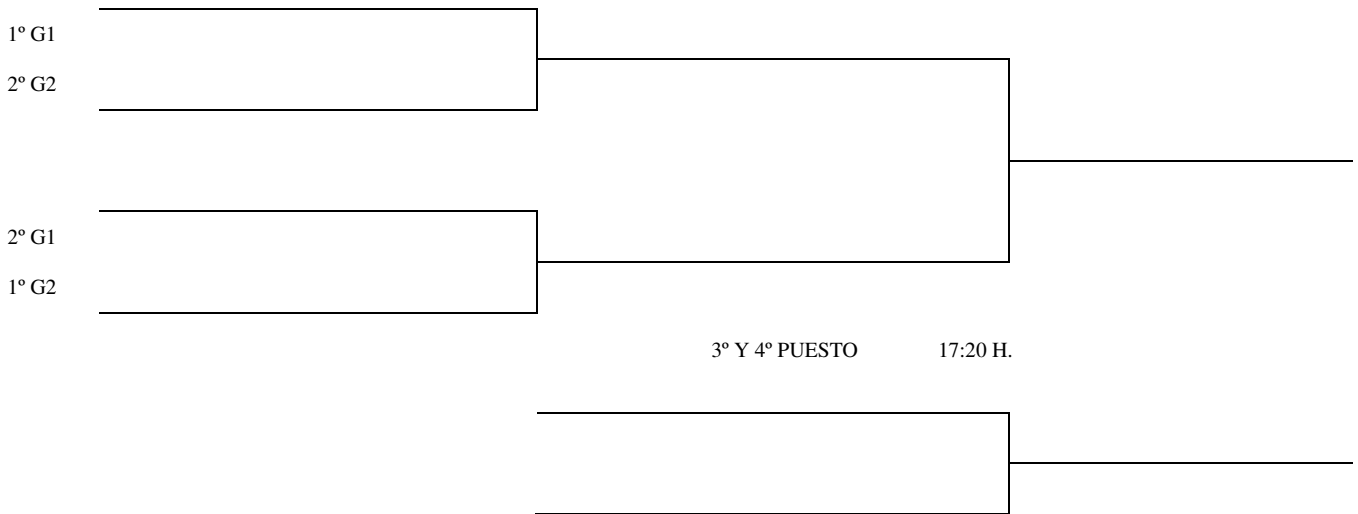 1º G1
2º G2
2º G1
1º G2
3º Y 4º PUESTO 17:20 H.